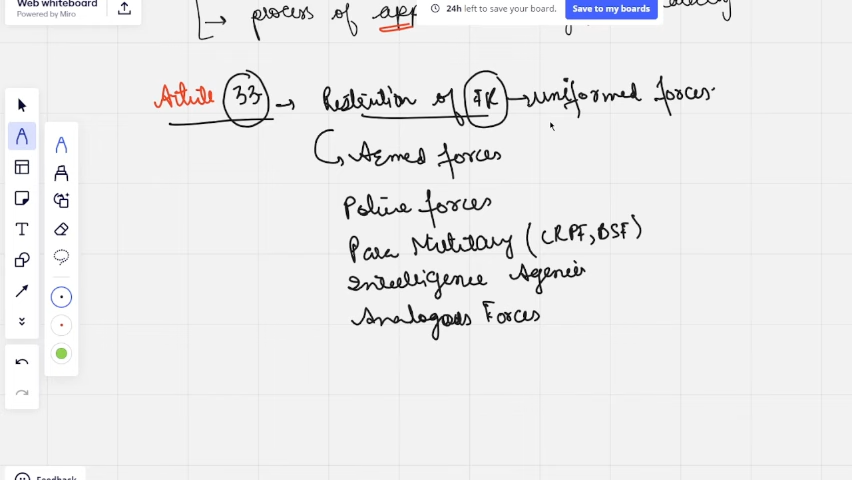 Web whiteboard
Powered by Miro
24h left to save your board.
Save to my boards
process of app
Article 33 → Restriction of FR → uniformed forces.
Armed forces
Police forces
Para Military (CRPF, BSF)
Intelligence Agencies
Analogous Forces
Feedback